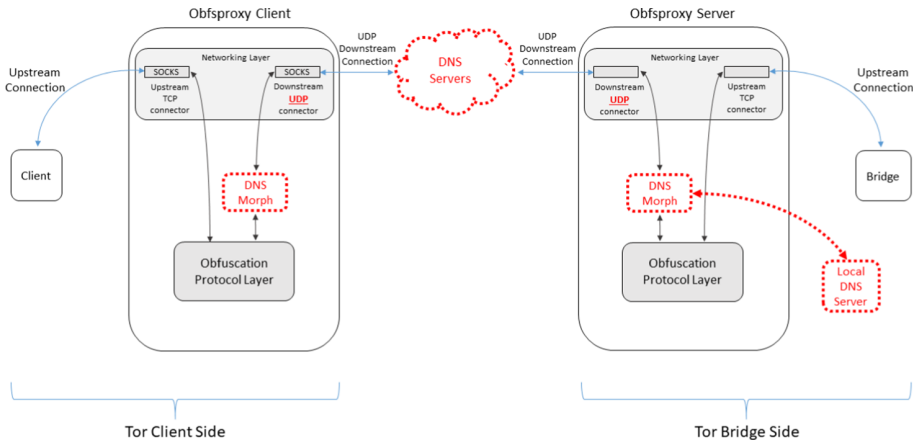 Obfsproxy Client
Obfsproxy Server
UDP
Downstream
Connection
UDP
Downstream
Connection
DNS
Servers
Networking Layer
Networking Layer
SOCKS
SOCKS
Upstream
TCP
connector
Downstream
UDP
connector
Downstream
UDP
connector
Upstream
TCP
connector
Upstream
Connection
Upstream
Connection
Client
DNS
Morph
DNS
Morph
Bridge
Obfuscation
Protocol Layer
Obfuscation
Protocol Layer
Local
DNS
Server
Tor Client Side
Tor Bridge Side